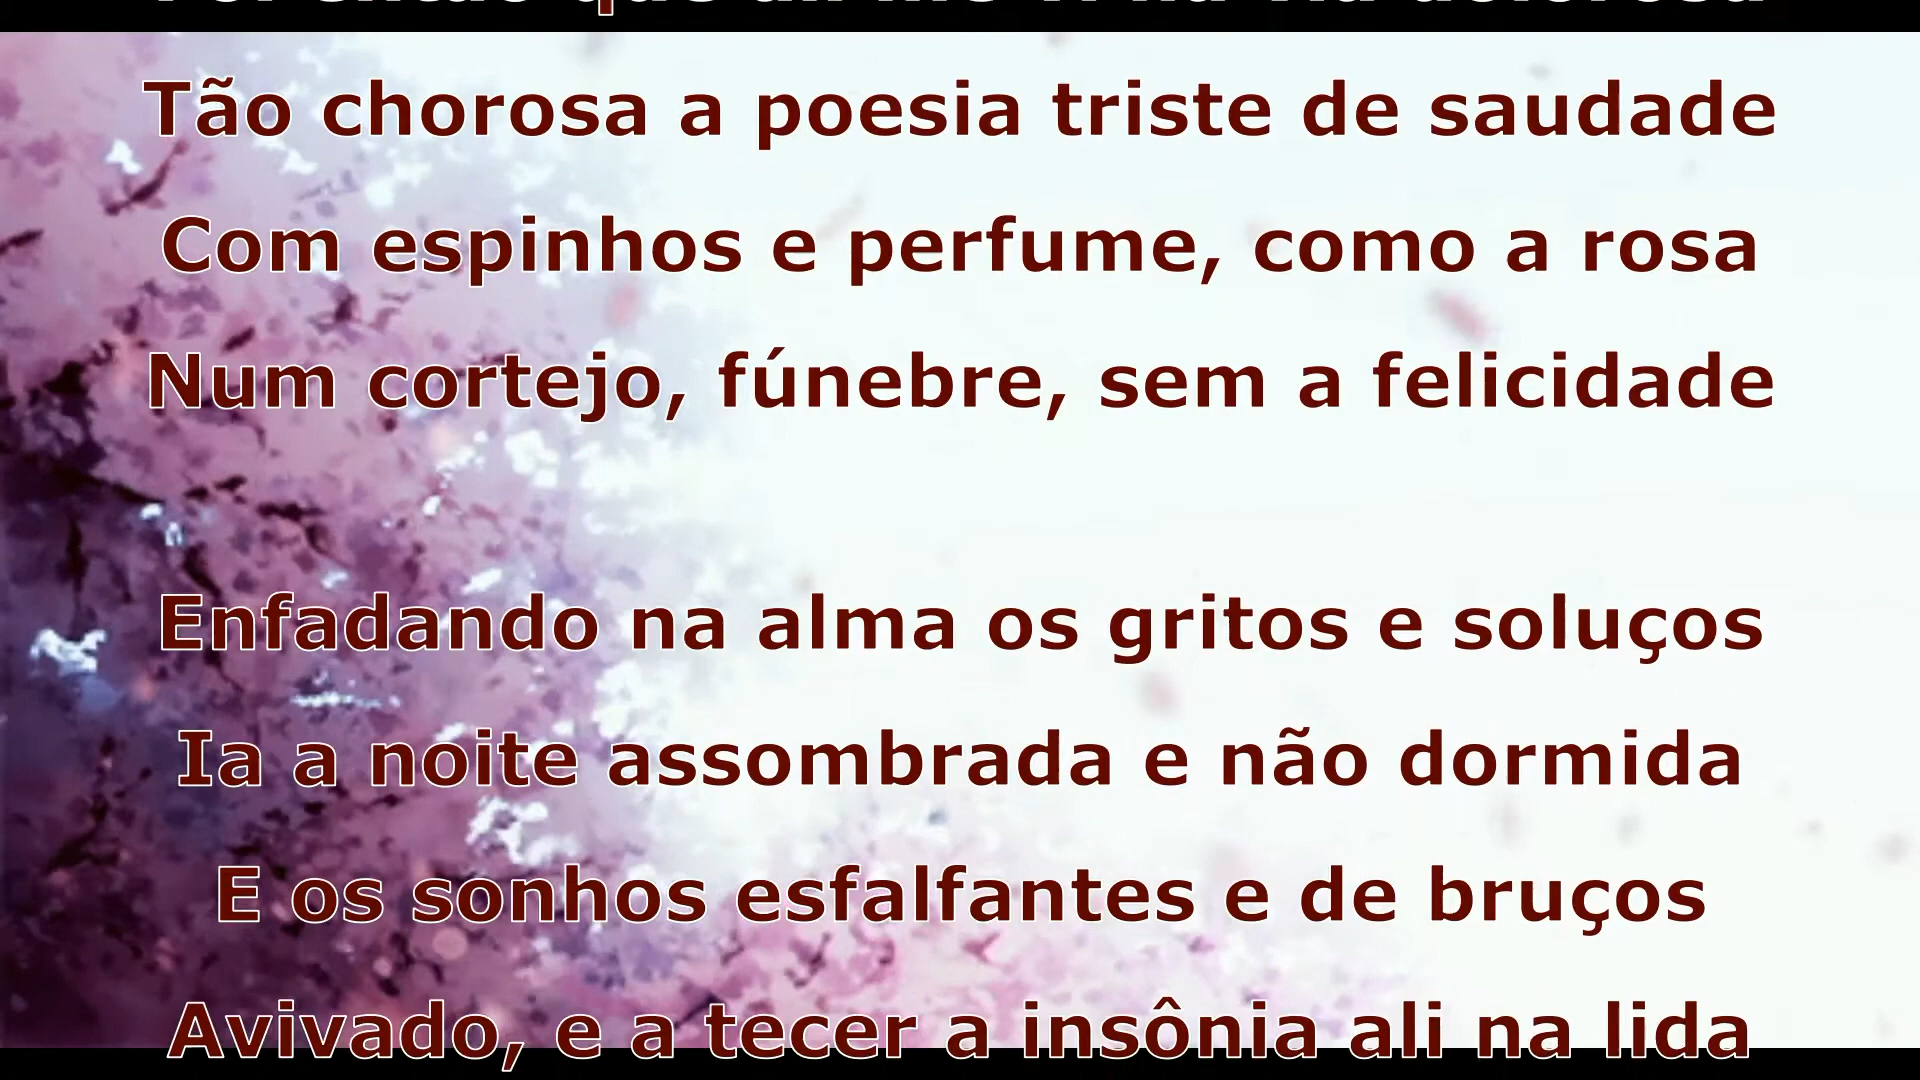 Tão chorosa a poesia triste de saudade
Com espinhos e perfume, como a rosa
Num cortejo, fúnebre, sem a felicidade
Enfadando na alma os gritos e soluços
Ia a noite assombrada e não dormida
E os sonhos esfalfantes e de bruços
Avivado, e a tecer a insônia ali na lida